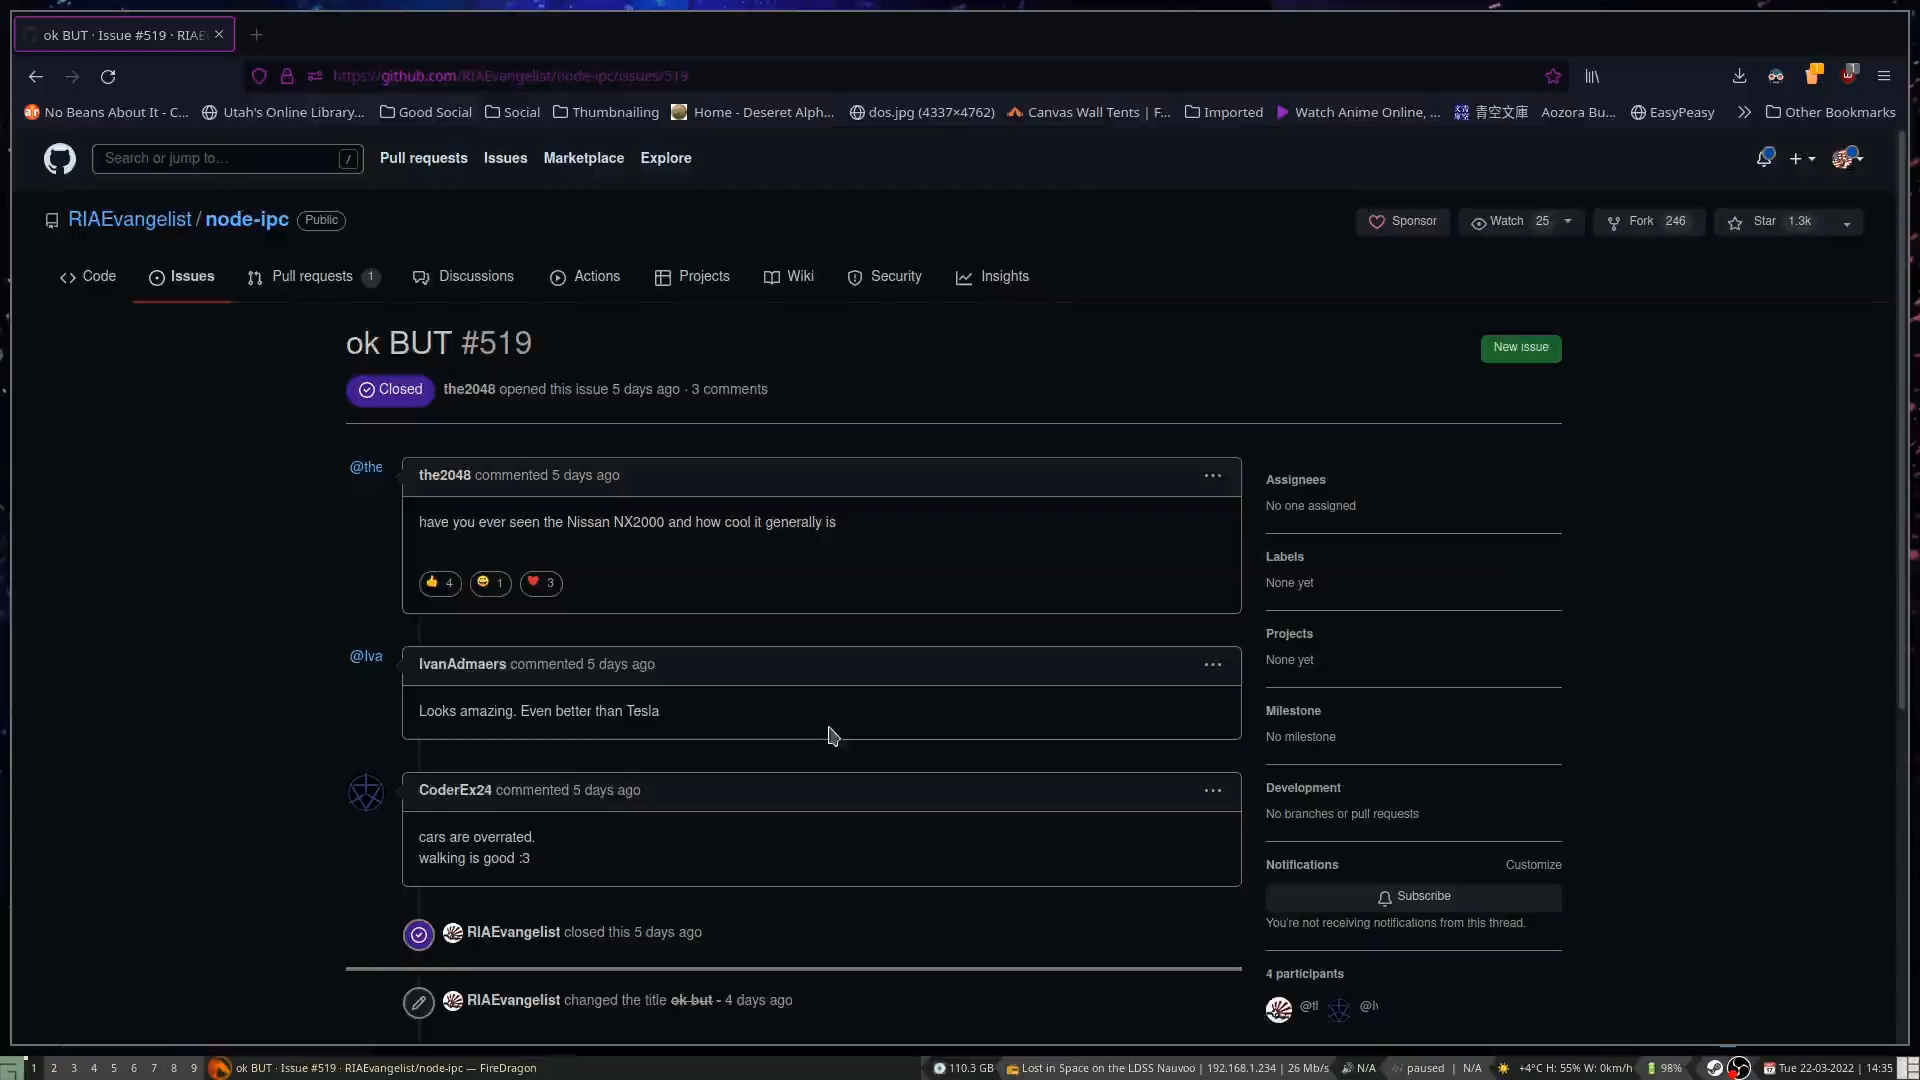 ok BUT · Issue #519 · RIAE
https://github.com/RIAEvangelist/node-ipc/issues/519
No Beans About It - C... Utah's Online Library... Good Social Social Thumbnailing Home - Deseret Alph... dos.jpg (4337×4762) Canvas Wall Tents | F... Imported Watch Anime Online, ... 青空文庫 Aozora Bu... EasyPeasy Other Bookmarks
Search or jump to... / Pull requests Issues Marketplace Explore
RIAEvangelist / node-ipc Public Sponsor Watch 25 Fork 246 Star 1.3k
Code Issues Pull requests 1 Discussions Actions Projects Wiki Security Insights
ok BUT #519
New issue
Closed the2048 opened this issue 5 days ago · 3 comments
@the
the2048 commented 5 days ago
have you ever seen the Nissan NX2000 and how cool it generally is
👍 4 😄 1 ❤️ 3
@Iva
IvanAdmaers commented 5 days ago
Looks amazing. Even better than Tesla
CoderEx24 commented 5 days ago
cars are overrated.
walking is good :3
RIAEvangelist closed this 5 days ago
RIAEvangelist changed the title ok but - 4 days ago
Assignees
No one assigned
Labels
None yet
Projects
None yet
Milestone
No milestone
Development
No branches or pull requests
Notifications Customize
Subscribe
You're not receiving notifications from this thread.
4 participants
1 2 3 4 5 6 7 8 9 ok BUT · Issue #519 · RIAEvangelist/node-ipc — FireDragon 110.3 GB Lost in Space on the LDSS Nauvoo | 192.168.1.234 | 26 Mb/s N/A paused | N/A +4°C H: 55% W: 0km/h 98% Tue 22-03-2022 | 14:35